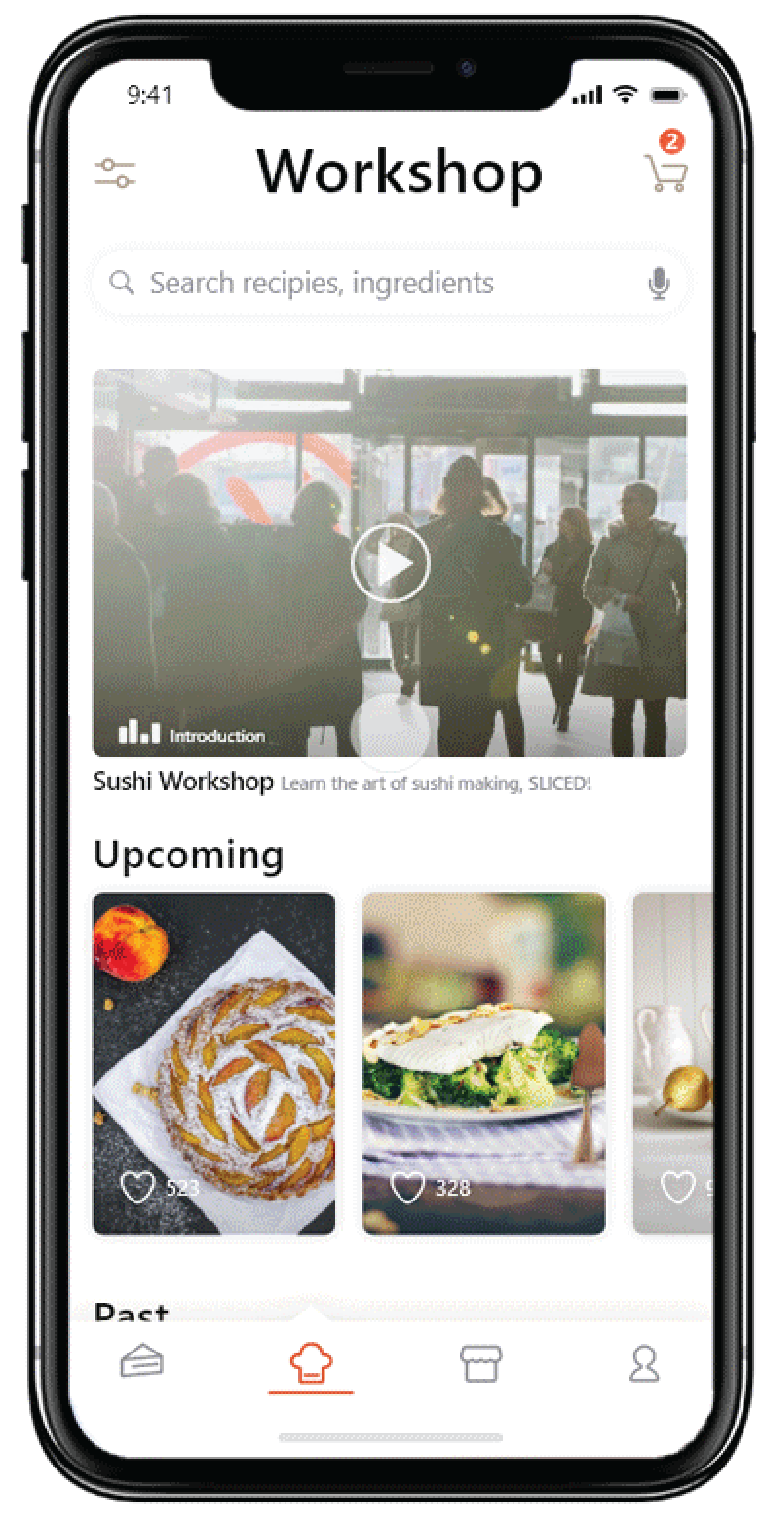 9:41
2
Workshop
Search recipies, ingredients
Introduction
Sushi Workshop Learn the art of sushi making, SLICED!
Upcoming
523 328
Past